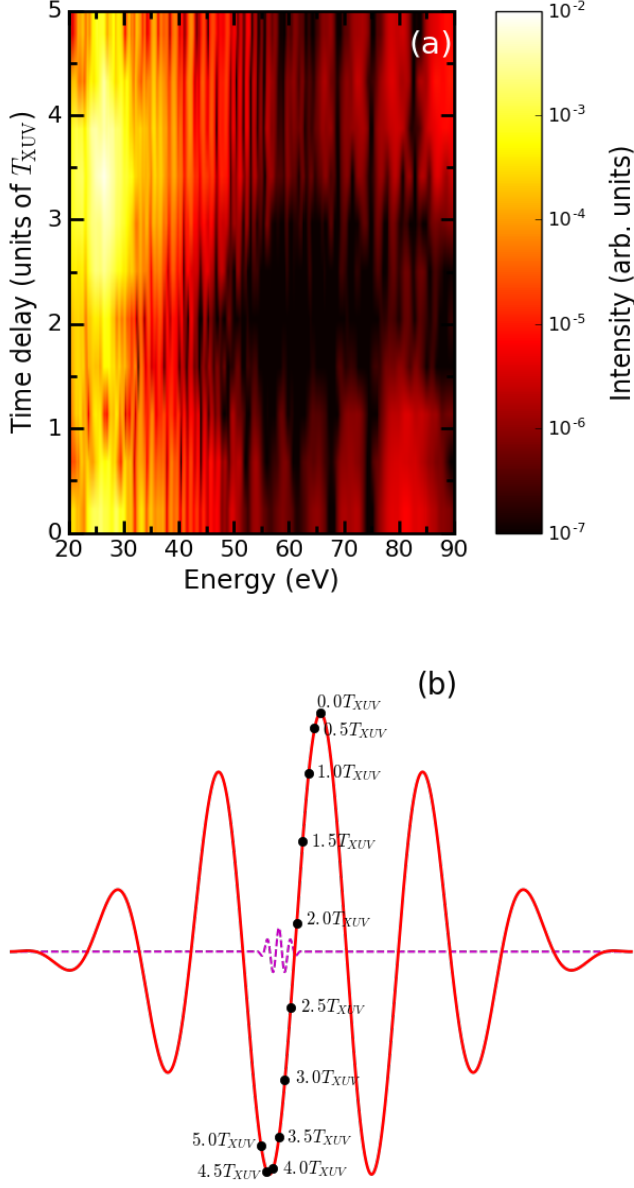 (a)
5
4
3
2
1
0
Time delay (units of T_XUV)
20 30 40 50 60 70 80 90
Energy (eV)
10^-2
10^-3
10^-4
10^-5
10^-6
10^-7
Intensity (arb. units)
(b)
0.0T_XUV
0.5T_XUV
1.0T_XUV
1.5T_XUV
2.0T_XUV
2.5T_XUV
3.0T_XUV
5.0T_XUV 3.5T_XUV
4.5T_XUV 4.0T_XUV